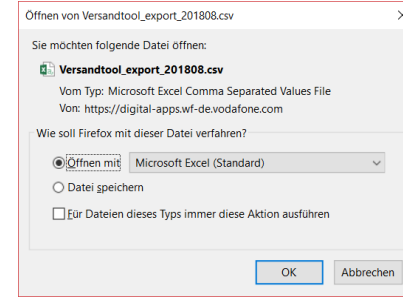 Öffnen von Versandtool_export_201808.csv
Sie möchten folgende Datei öffnen:
Versandtool_export_201808.csv
Vom Typ: Microsoft Excel Comma Separated Values File
Von: https://digital-apps.wf-de.vodafone.com
Wie soll Firefox mit dieser Datei verfahren?
Öffnen mit Microsoft Excel (Standard)
Datei speichern
Für Dateien dieses Typs immer diese Aktion ausführen
OK Abbrechen